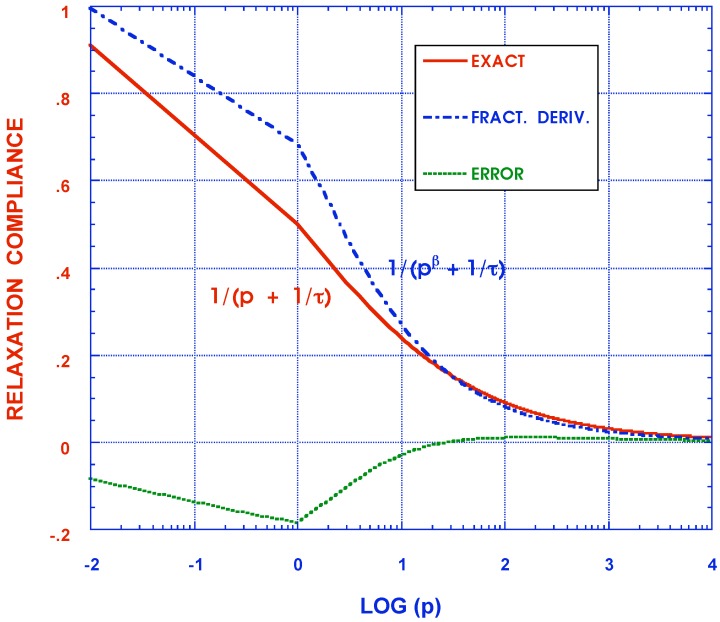 RELAXATION COMPLIANCE
1
.8
.6
.4
.2
0
-.2
EXACT
FRACT. DERIV.
ERROR
1/(p^β + 1/τ)
1/(p + 1/τ)
-2 -1 0 1 2 3 4
LOG (p)